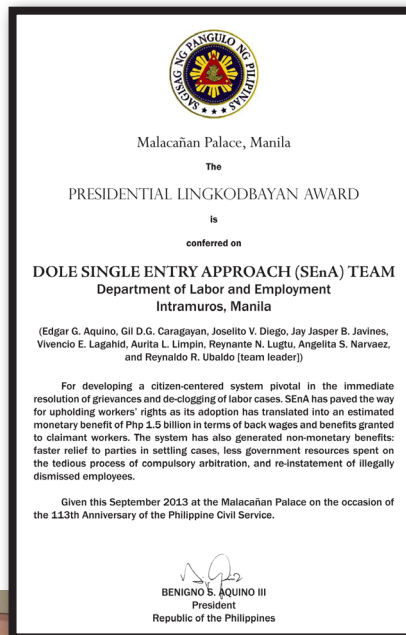 SAGISAG NG PANGULO NG PILIPINAS
Malacañan Palace, Manila
The
PRESIDENTIAL LINGKODBAYAN AWARD
is
conferred on
DOLE SINGLE ENTRY APPROACH (SEnA) TEAM
Department of Labor and Employment
Intramuros, Manila
(Edgar G. Aquino, Gil D.G. Caragayan, Joselito V. Diego, Jay Jasper B. Javines,
Vivencio E. Lagahid, Aurita L. Limpin, Reynante N. Lugtu, Angelita S. Narvaez,
and Reynaldo R. Ubaldo [team leader])
For developing a citizen-centered system pivotal in the immediate
resolution of grievances and de-clogging of labor cases. SEnA has paved the way
for upholding workers' rights as its adoption has translated into an estimated
monetary benefit of Php 1.5 billion in terms of back wages and benefits granted
to claimant workers. The system has also generated non-monetary benefits:
faster relief to parties in settling cases, less government resources spent on
the tedious process of compulsory arbitration, and re-instatement of illegally
dismissed employees.
Given this September 2013 at the Malacañan Palace on the occasion of
the 113th Anniversary of the Philippine Civil Service.
BENIGNO S. AQUINO III
President
Republic of the Philippines